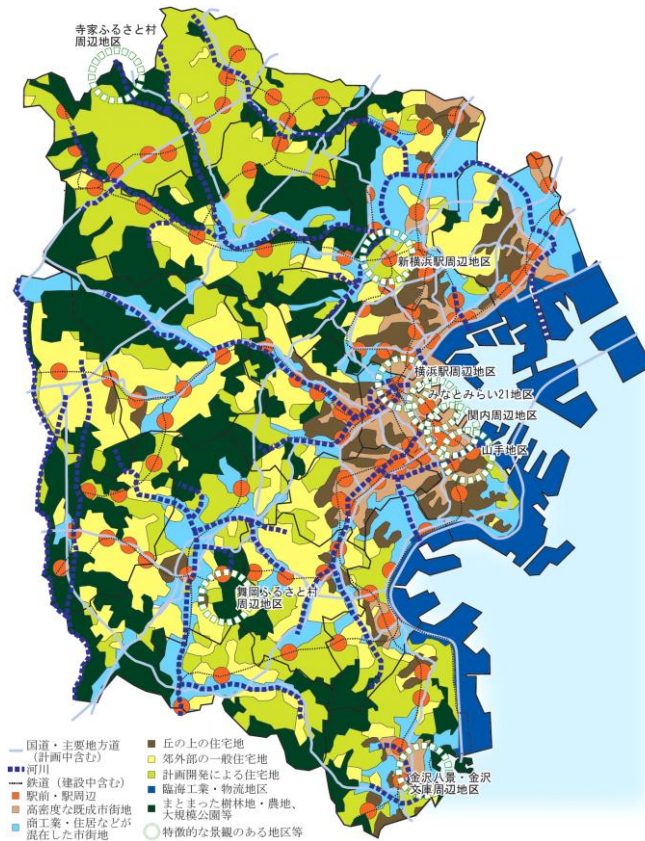 寺家ふるさと村
周辺地区
新横浜駅周辺地区
横浜駅周辺地区
みなとみらい21地区
関内周辺地区
山手地区
舞岡ふるさと村
周辺地区
金沢八景・金沢
文庫周辺地区
国道・主要地方道
(計画中含む)
河川
鉄道（建設中含む）
駅前・駅周辺
高密度な既成市街地
商工業・住居などが
混在した市街地
丘の上の住宅地
郊外部の一般住宅地
計画開発による住宅地
臨海工業・物流地区
まとまった樹林地・農地、
大規模公園等
特徴的な景観のある地区等